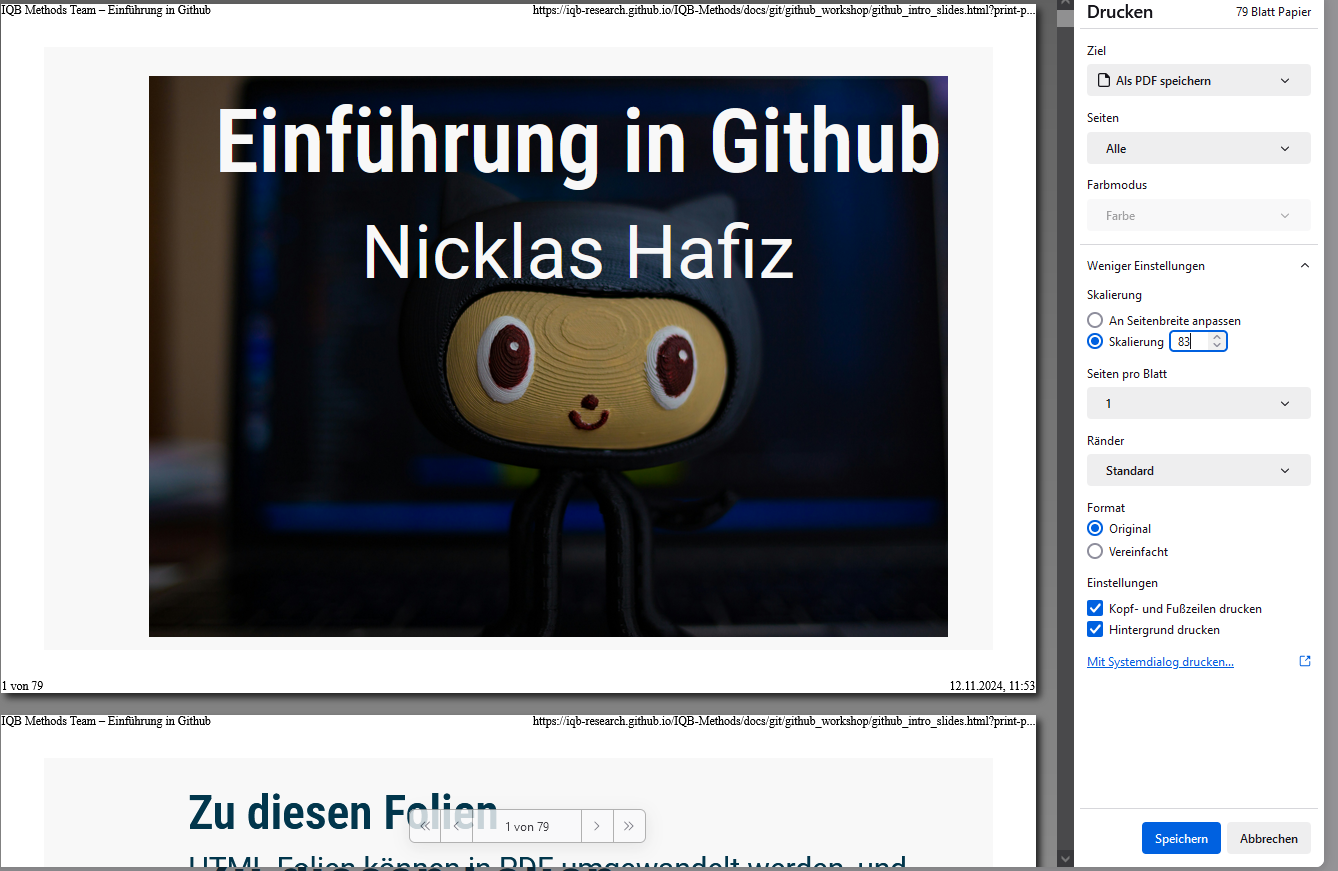 IQB Methods Team – Einführung in Github
https://iqb-research.github.io/IQB-Methods/docs/git/github_workshop/github_intro_slides.html?print-p...
Einführung in Github
Nicklas Hafiz
1 von 79
12.11.2024, 11:53
IQB Methods Team – Einführung in Github
https://iqb-research.github.io/IQB-Methods/docs/git/github_workshop/github_intro_slides.html?print-p...
Zu diesen Folien
1 von 79
HTML-Folien können in PDF umgewandelt werden, und
Drucken
79 Blatt Papier
Ziel
Als PDF speichern
Seiten
Alle
Farbmodus
Farbe
Weniger Einstellungen
Skalierung
An Seitenbreite anpassen
Skalierung 83
Seiten pro Blatt
1
Ränder
Standard
Format
Original
Vereinfacht
Einstellungen
Kopf- und Fußzeilen drucken
Hintergrund drucken
Mit Systemdialog drucken...
Speichern
Abbrechen